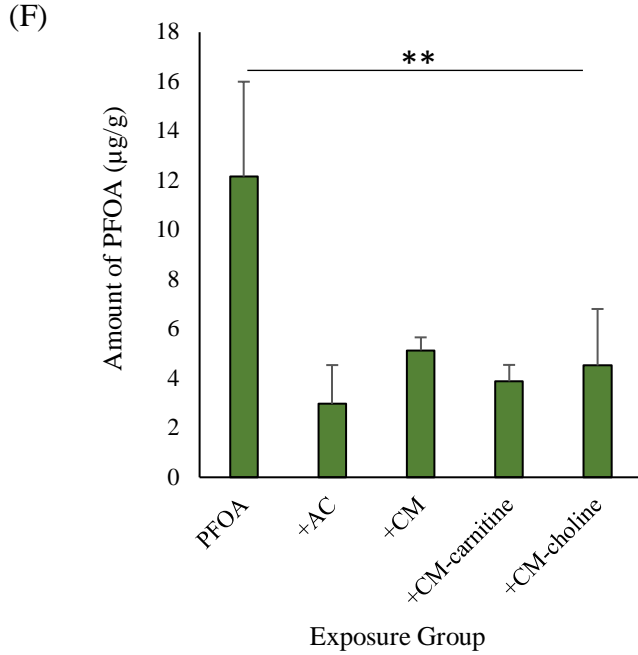 (F)
**
18
16
14
12
10
8
6
4
2
0
Amount of PFOA (µg/g)
PFOA
+AC
+CM
+CM-carnitine
+CM-choline
Exposure Group